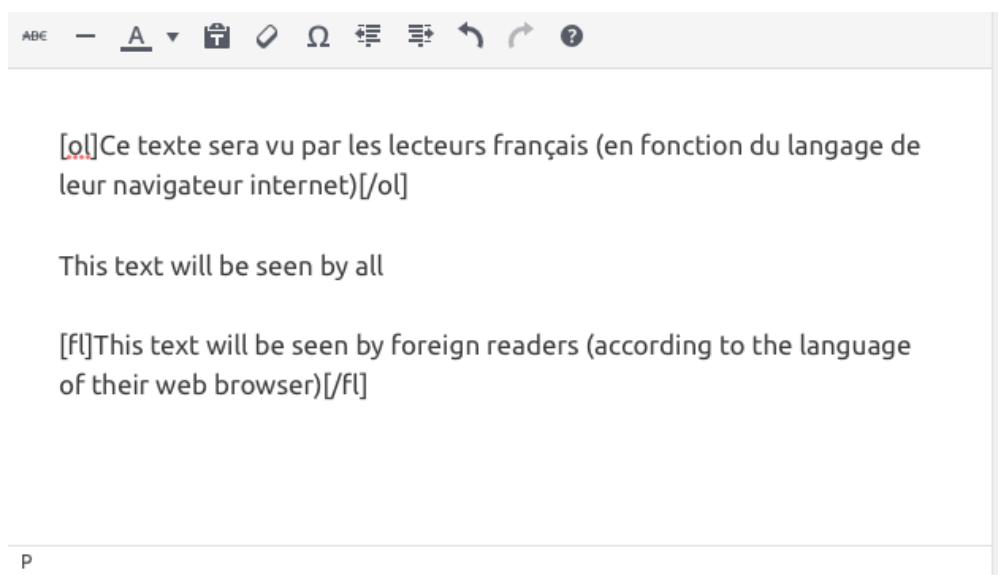 ABC
A
[ol]Ce texte sera vu par les lecteurs français (en fonction du langage de
leur navigateur internet)[/ol]
This text will be seen by all
[fl]This text will be seen by foreign readers (according to the language
of their web browser)[/fl]
P